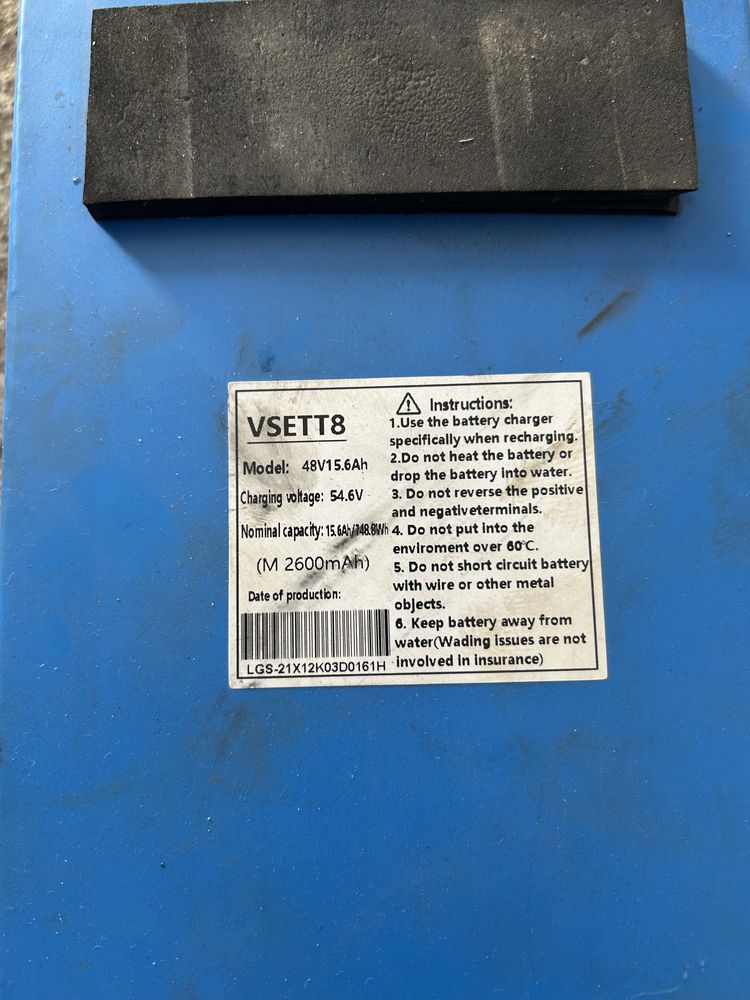 VSETT8
Model: 48V15.6Ah
Charging voltage: 54.6V
Nominal capacity: 15.6Ah/748.8Wh
(M 2600mAh)
Date of production:
LGS-21X12K03D0161H
Instructions:
1.Use the battery charger
specifically when recharging.
2.Do not heat the battery or
drop the battery into water.
3. Do not reverse the positive
and negativeterminals.
4. Do not put into the
enviroment over 60℃.
5. Do not short circuit battery
with wire or other metal
objects.
6. Keep battery away from
water(Wading issues are not
involved in insurance)